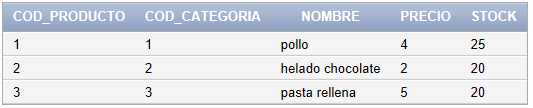 COD_PRODUCTO COD_CATEGORIA NOMBRE PRECIO STOCK
1 1 pollo 4 25
2 2 helado chocolate 2 20
3 3 pasta rellena 5 20